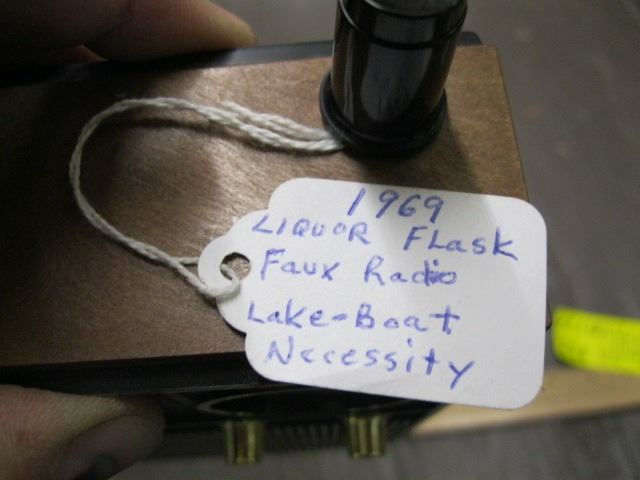 1969
LIQUOR FLask
Faux Radio
Lake-Boat
Necessity